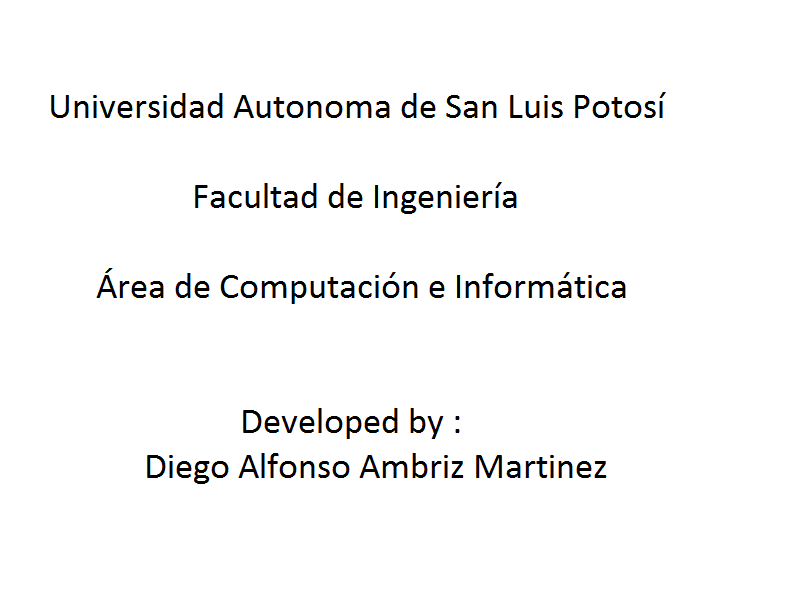 Universidad Autonoma de San Luis Potosí
Facultad de Ingeniería
Área de Computación e Informática
Developed by :
Diego Alfonso Ambriz Martinez